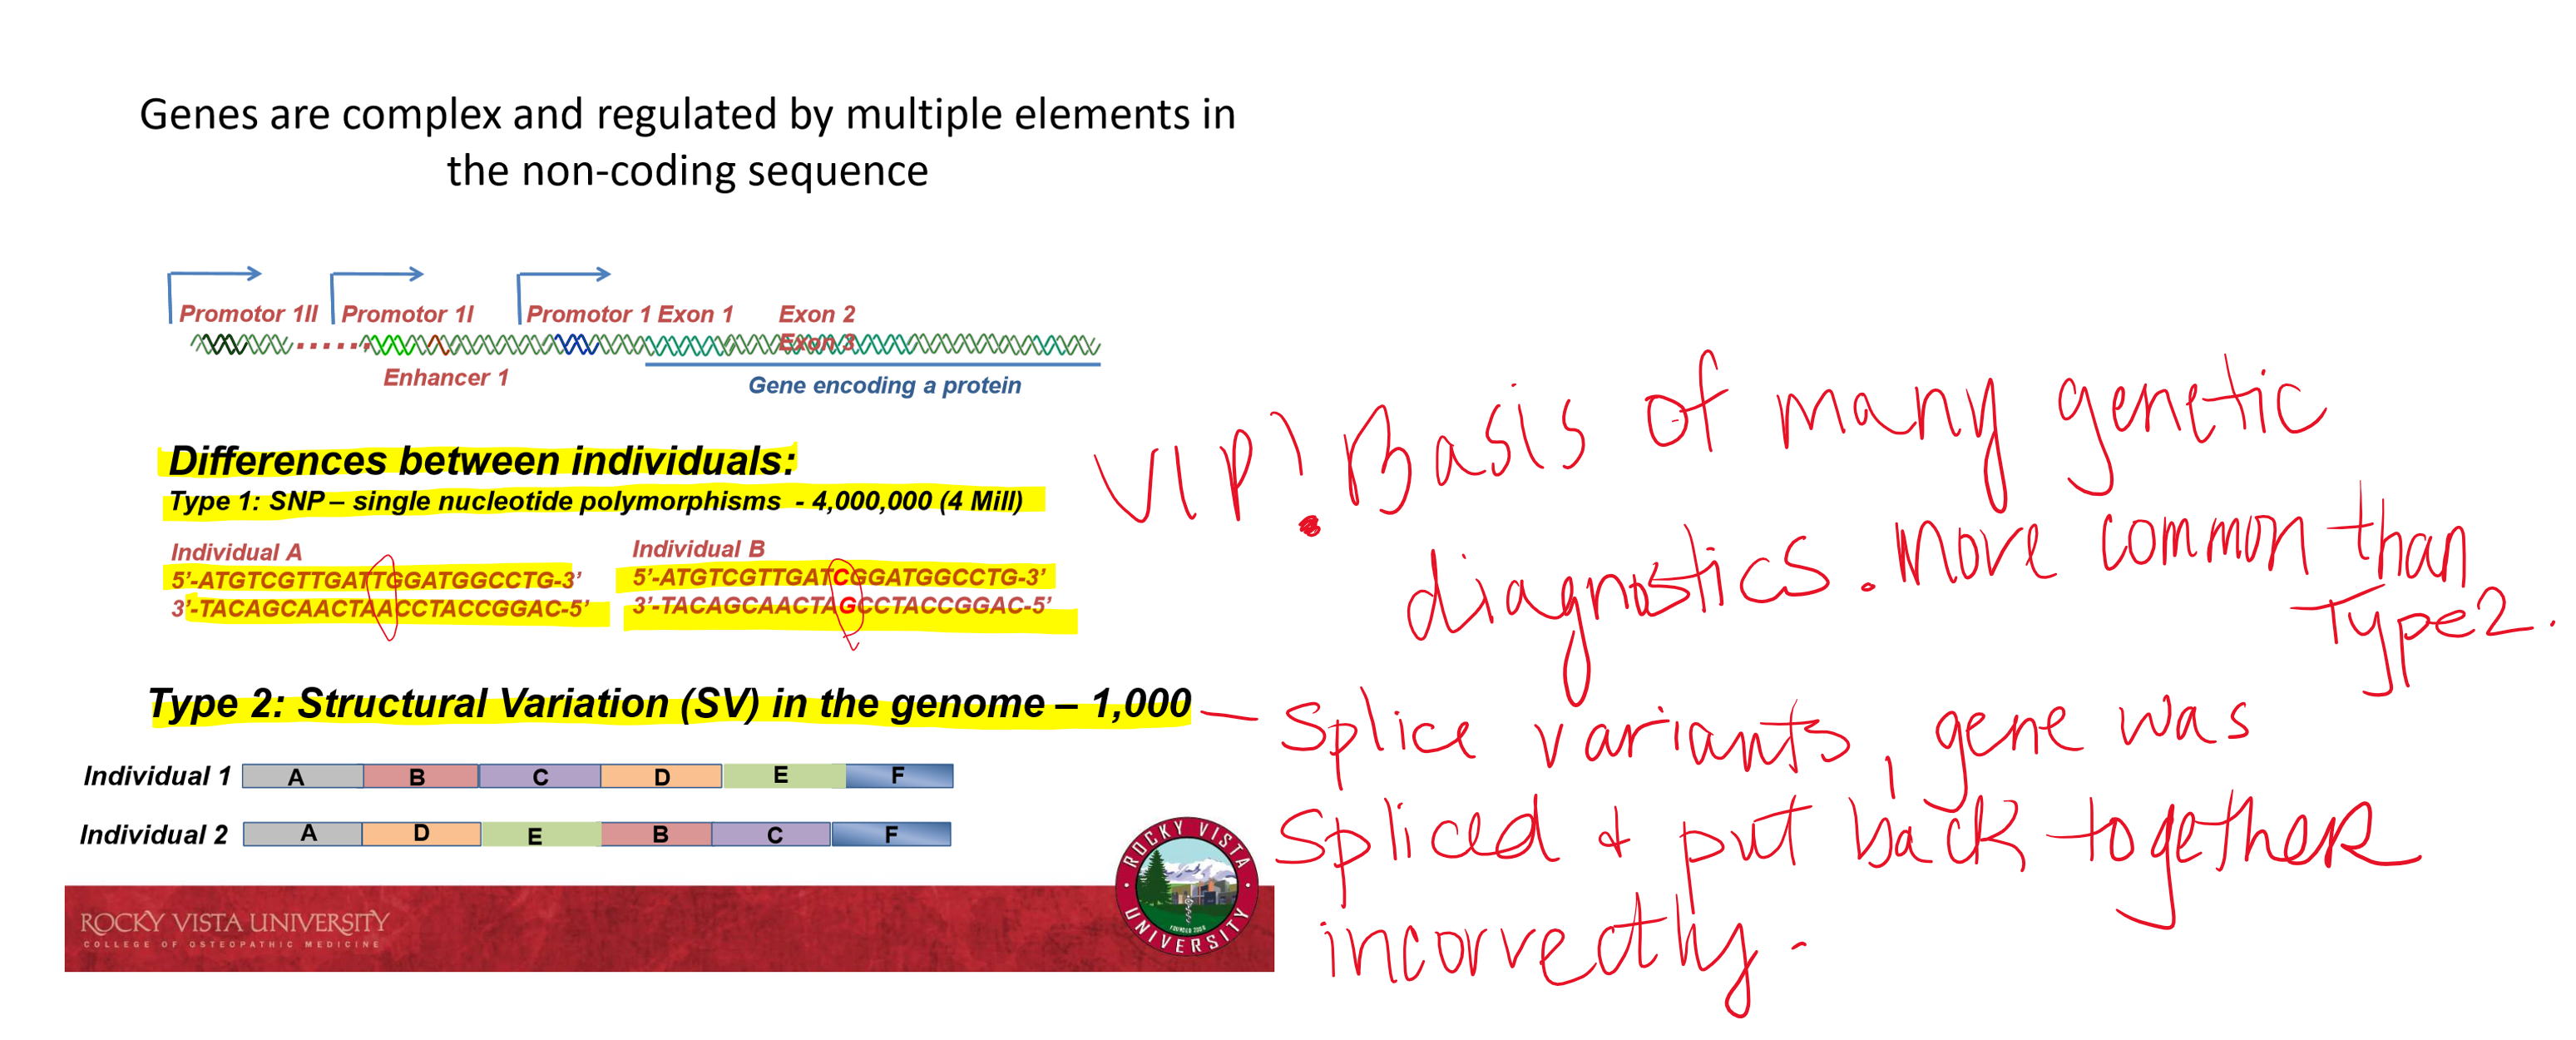 Genes are complex and regulated by multiple elements in
the non-coding sequence
Promotor 1II
Promotor 1I
Promotor 1
Exon 1
Exon 2
Exon 3
Enhancer 1
Gene encoding a protein
Differences between individuals:
Type 1: SNP – single nucleotide polymorphisms - 4,000,000 (4 Mill)
VIP! Basis of many genetic
diagnostics. More common than
Type 2.
Individual A
5'-ATGTCGTTGATTGGATGGCCTG-3'
3'-TACAGCAACTAACCTACCGGAC-5'
Individual B
5'-ATGTCGTTGATCGGATGGCCTG-3'
3'-TACAGCAACTAGCCTACCGGAC-5'
Type 2: Structural Variation (SV) in the genome – 1,000
– Splice variants, gene was
Spliced & put back together
incorrectly.
Individual 1
A B C D E F
Individual 2
A D E B C F
ROCKY VISTA UNIVERSITY
COLLEGE OF OSTEOPATHIC MEDICINE
ROCKY VISTA
UNIVERSITY
FOUNDED 2006